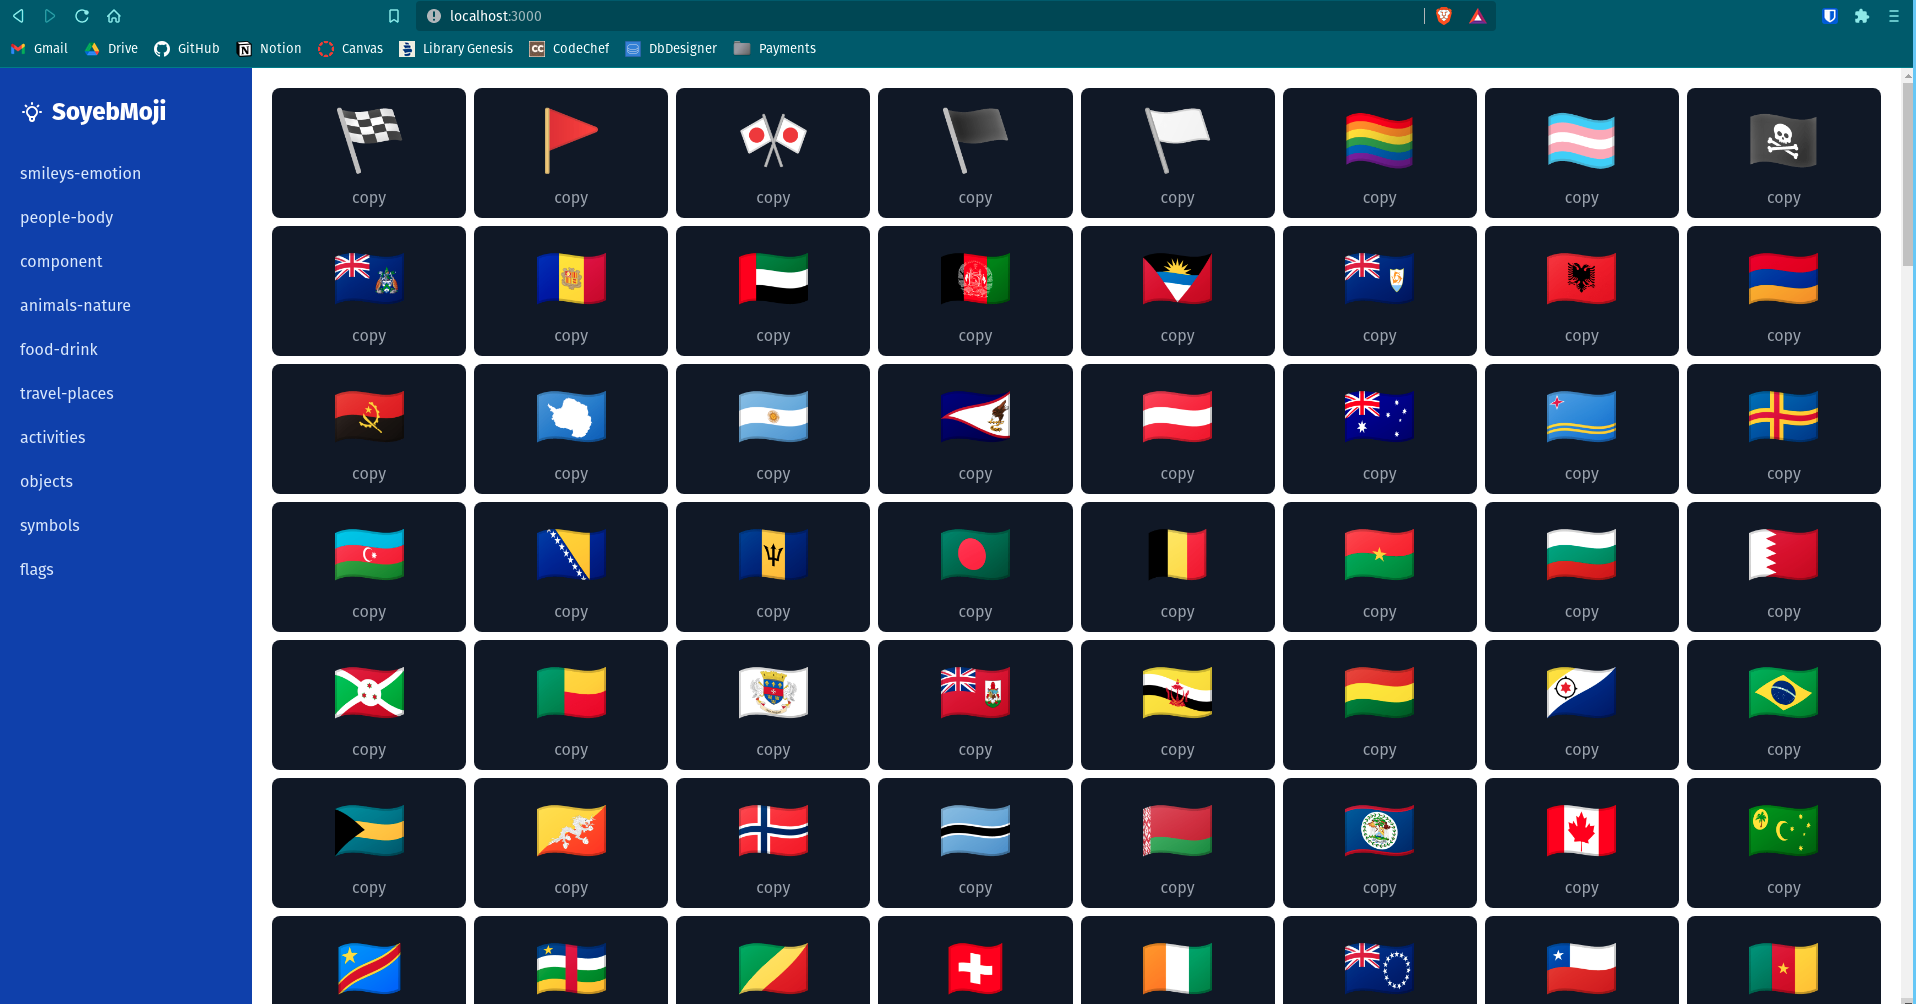 localhost:3000
Gmail Drive GitHub Notion Canvas Library Genesis CodeChef DbDesigner Payments
SoyebMoji
smileys-emotion
people-body
component
animals-nature
food-drink
travel-places
activities
objects
symbols
flags
copy copy copy copy copy copy copy copy
copy copy copy copy copy copy copy copy
copy copy copy copy copy copy copy copy
copy copy copy copy copy copy copy copy
copy copy copy copy copy copy copy copy
copy copy copy copy copy copy copy copy